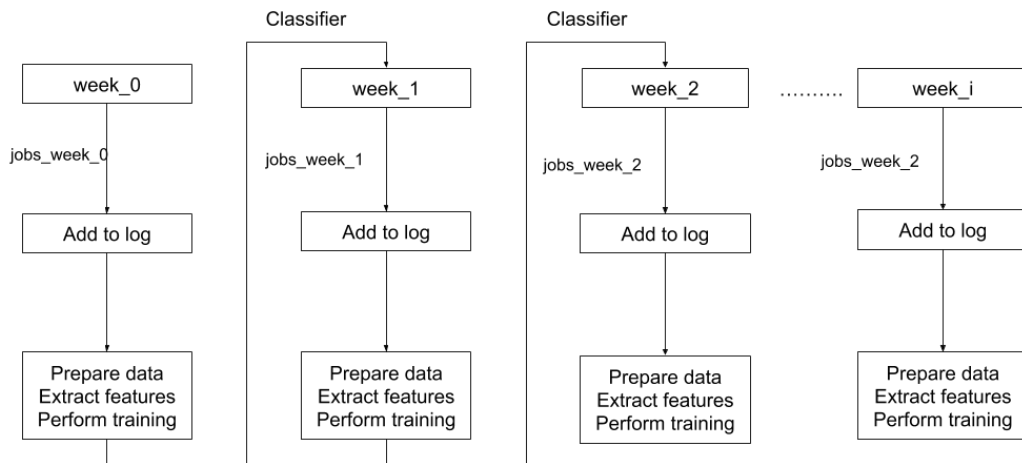 Classifier
Classifier
week_0
week_1
week_2
..........
week_i
jobs_week_0
jobs_week_1
jobs_week_2
jobs_week_2
Add to log
Add to log
Add to log
Add to log
Prepare data
Extract features
Perform training
Prepare data
Extract features
Perform training
Prepare data
Extract features
Perform training
Prepare data
Extract features
Perform training